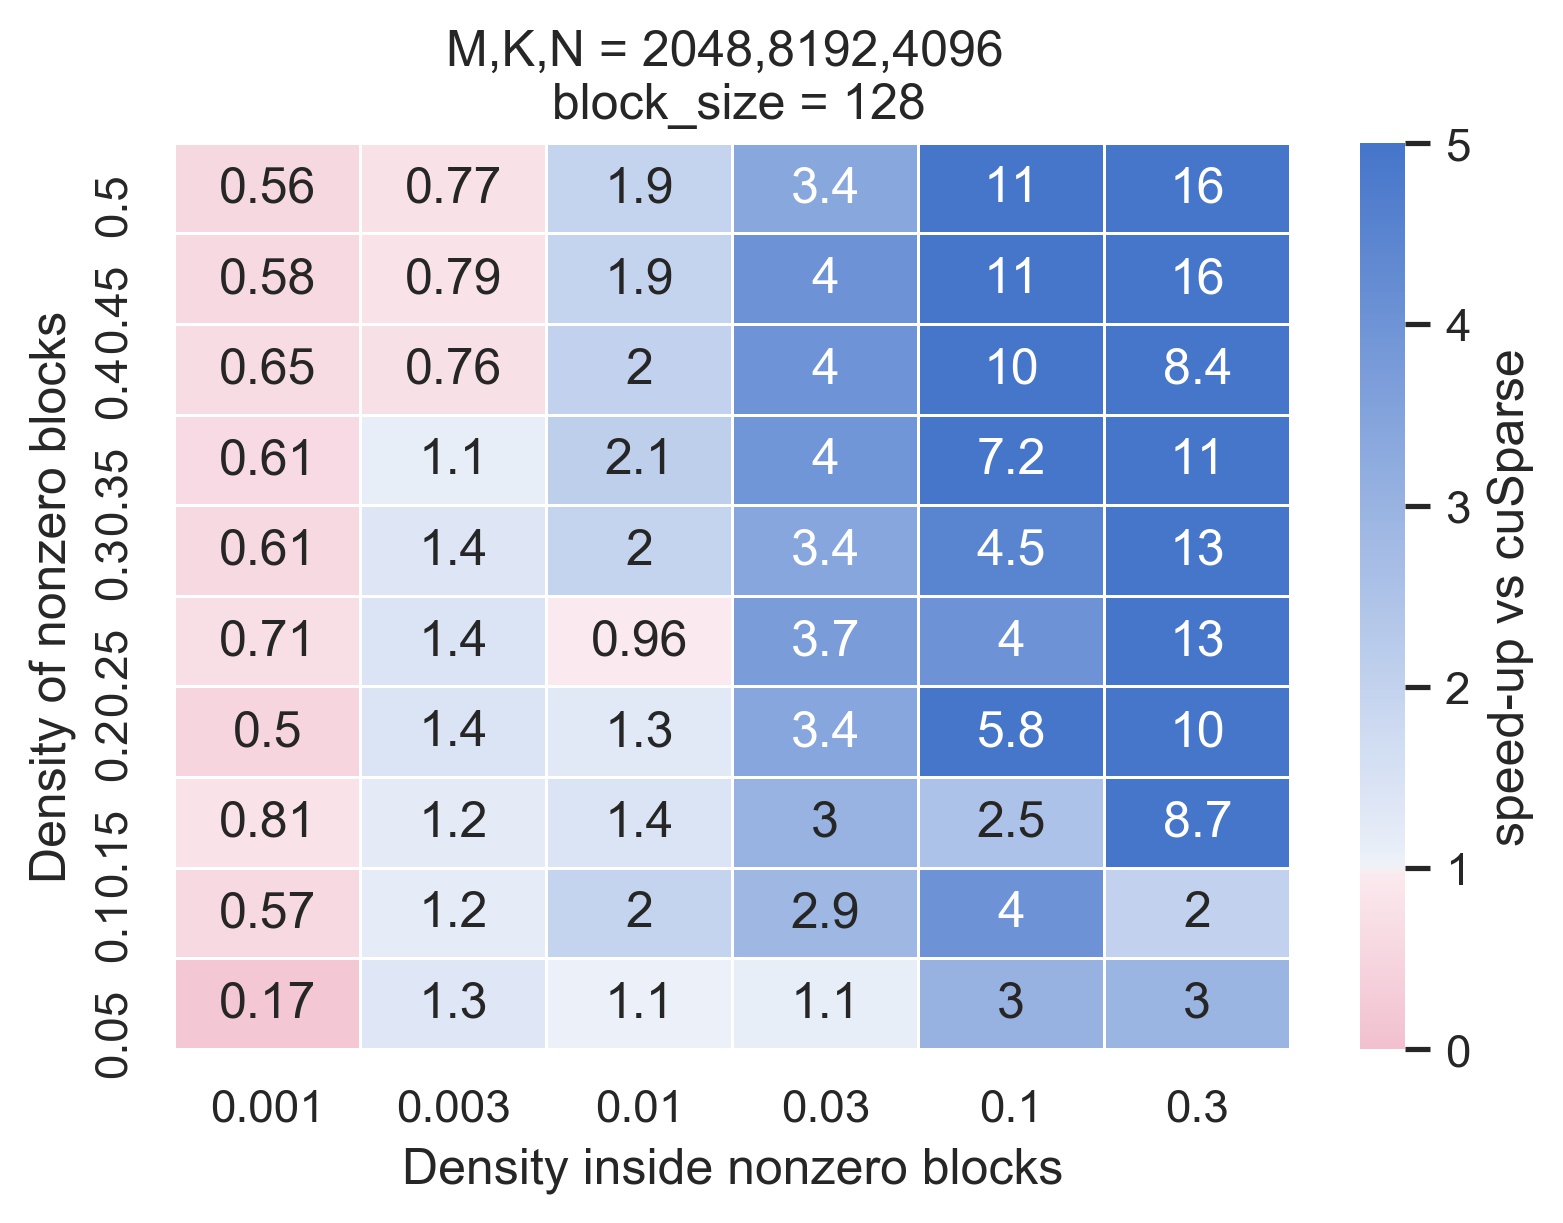 M,K,N = 2048,8192,4096
block_size = 128
Density of nonzero blocks
0.5 0.56 0.77 1.9 3.4 11 16
0.45 0.58 0.79 1.9 4 11 16
0.4 0.65 0.76 2 4 10 8.4
0.35 0.61 1.1 2.1 4 7.2 11
0.3 0.61 1.4 2 3.4 4.5 13
0.25 0.71 1.4 0.96 3.7 4 13
0.2 0.5 1.4 1.3 3.4 5.8 10
0.15 0.81 1.2 1.4 3 2.5 8.7
0.1 0.57 1.2 2 2.9 4 2
0.05 0.17 1.3 1.1 1.1 3 3
0.001 0.003 0.01 0.03 0.1 0.3
Density inside nonzero blocks
5
4
3
2
1
0
speed-up vs cuSparse